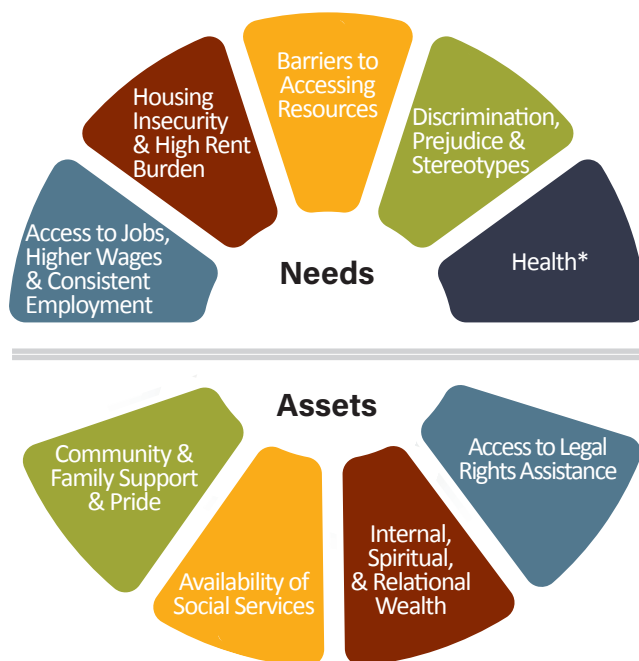 Barriers to
Accessing
Resources
Housing
Insecurity
& High Rent
Burden
Discrimination,
Prejudice &
Stereotypes
Access to Jobs,
Higher Wages
& Consistent
Employment
Health*
Needs
Assets
Community &
Family Support
& Pride
Access to Legal
Rights Assistance
Availability of
Social Services
Internal,
Spiritual,
& Relational
Wealth